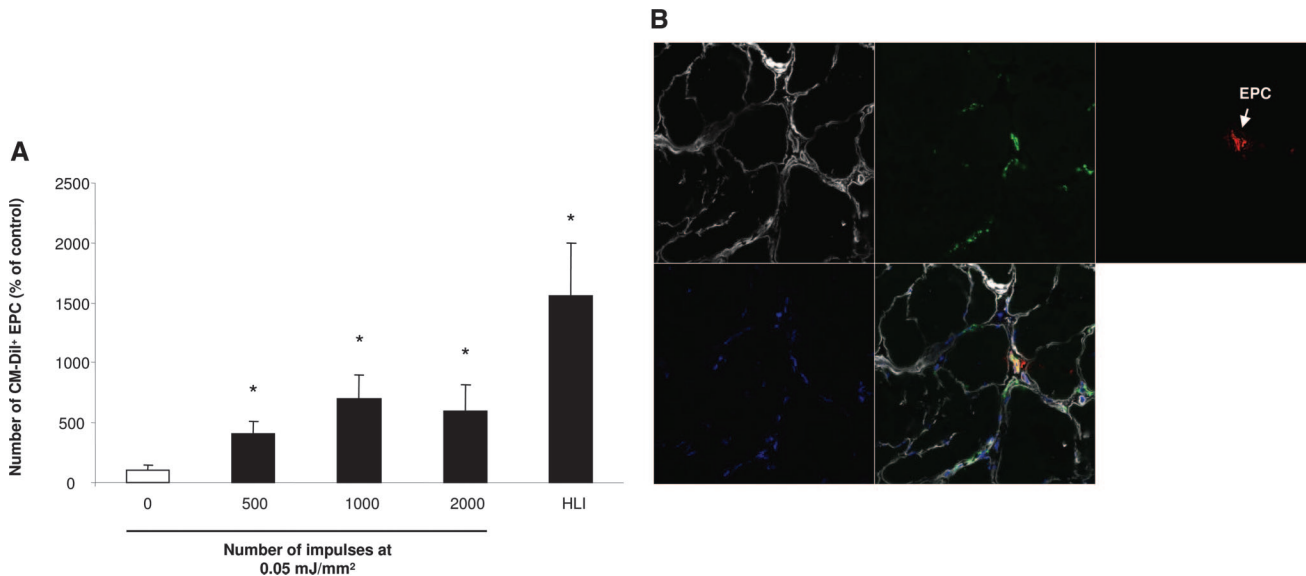 A
Number of CM-DiI+ EPC (% of control)
2500
2000
1500
1000
500
0
*
*
*
*
0 500 1000 2000 HLI
Number of impulses at
0.05 mJ/mm²
B
EPC